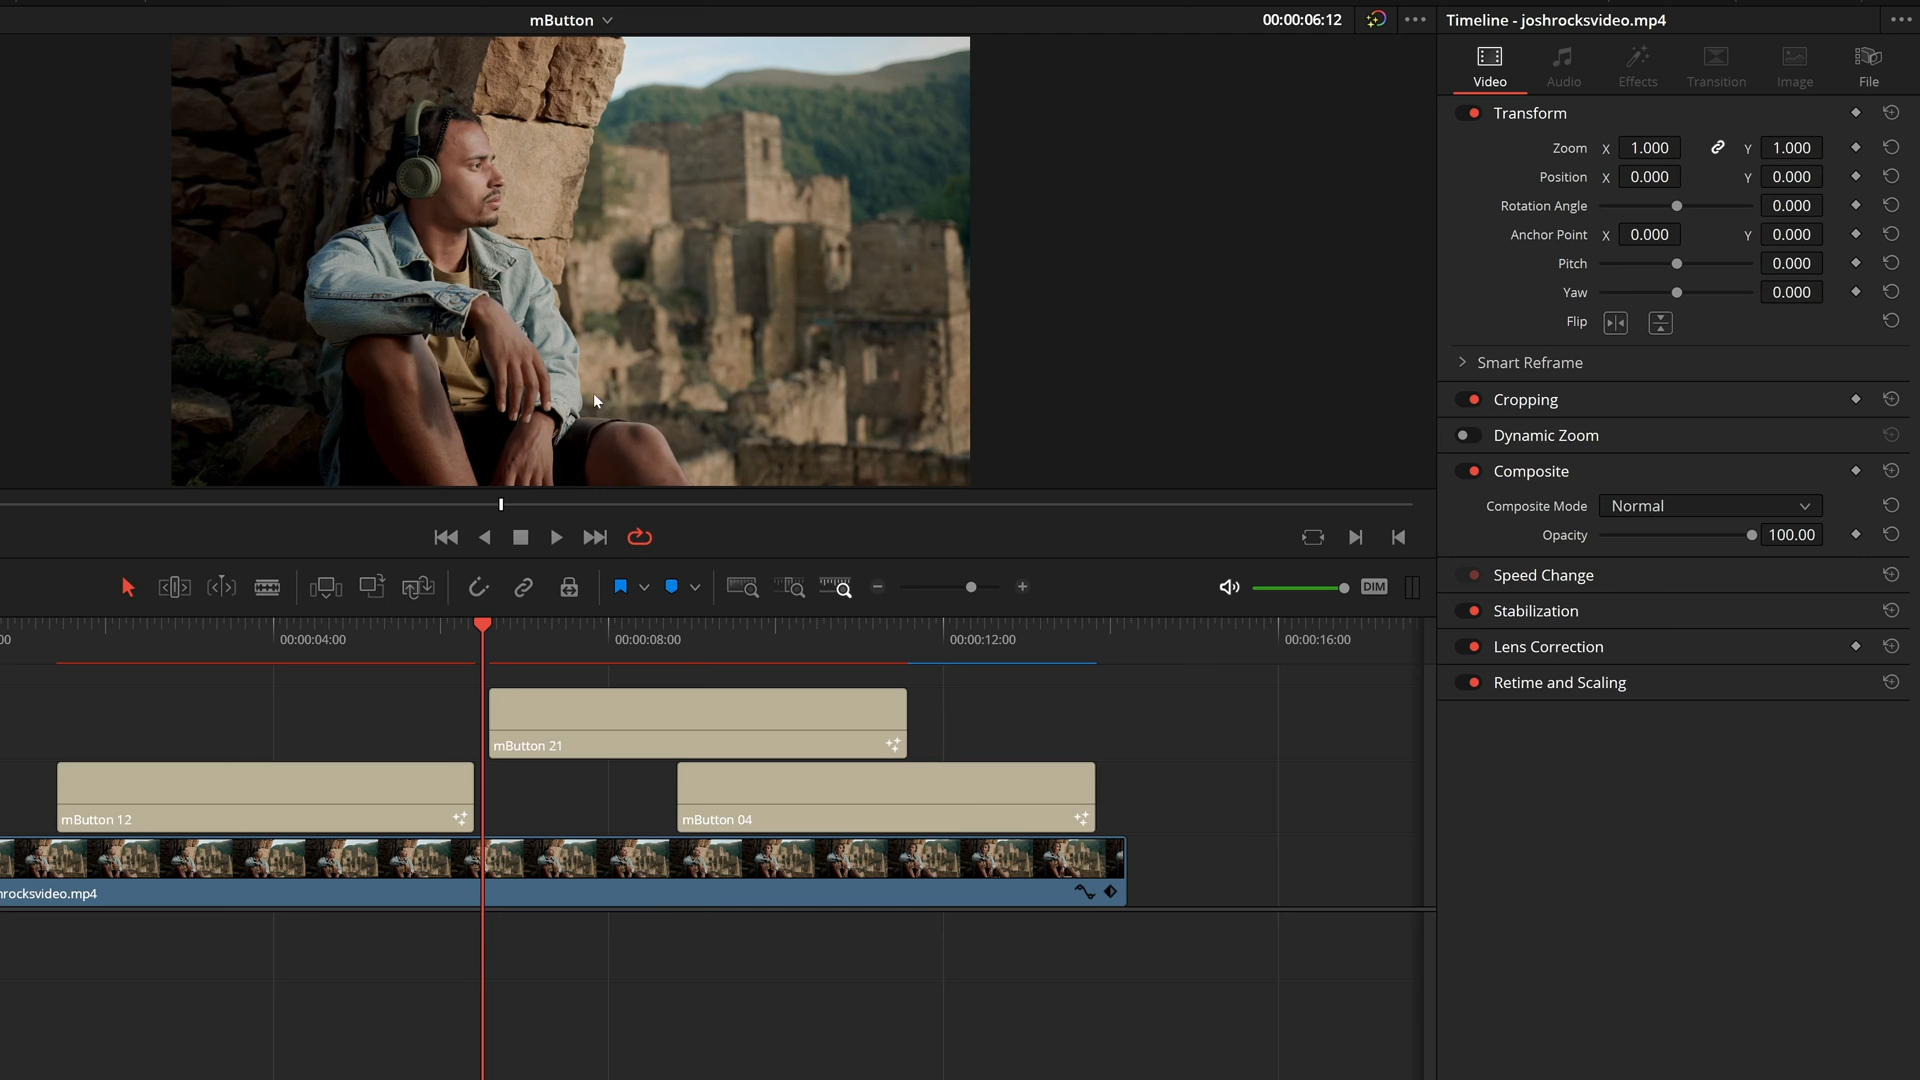 mButton
00:00:06:12
Timeline - joshrocksvideo.mp4
Video
Audio
Effects
Transition
Image
File
Transform
Zoom X 1.000 Y 1.000
Position X 0.000 Y 0.000
Rotation Angle 0.000
Anchor Point X 0.000 Y 0.000
Pitch 0.000
Yaw 0.000
Flip
Smart Reframe
Cropping
Dynamic Zoom
Composite
Composite Mode Normal
Opacity 100.00
Speed Change
Stabilization
Lens Correction
Retime and Scaling
DIM
00 00:00:04:00 00:00:08:00 00:00:12:00 00:00:16:00
mButton 21
mButton 12
mButton 04
rocksvideo.mp4